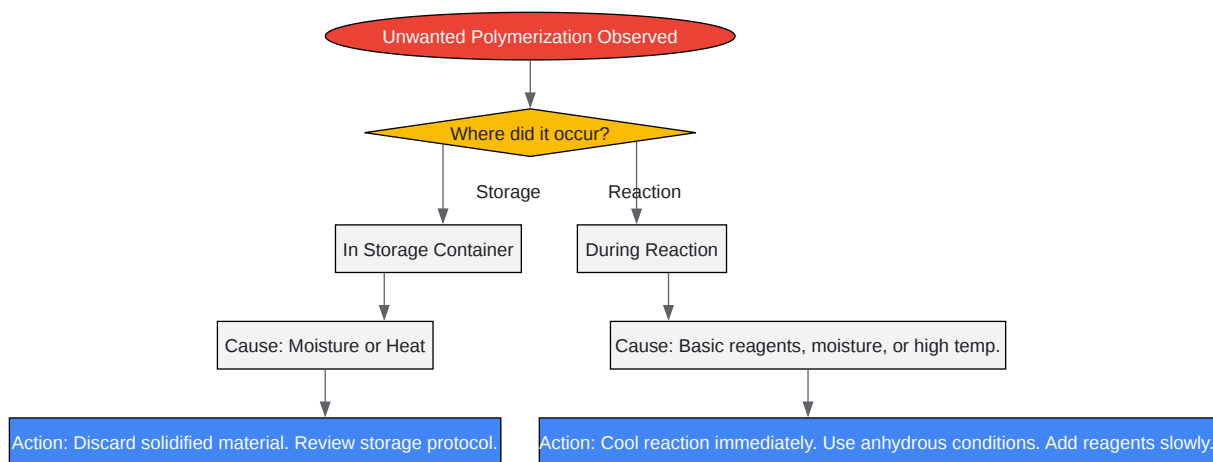 Unwanted Polymerization Observed
Where did it occur?
Storage
Reaction
In Storage Container
During Reaction
Cause: Moisture or Heat
Cause: Basic reagents, moisture, or high temp.
Action: Discard solidified material. Review storage protocol.
Action: Cool reaction immediately. Use anhydrous conditions. Add reagents slowly.